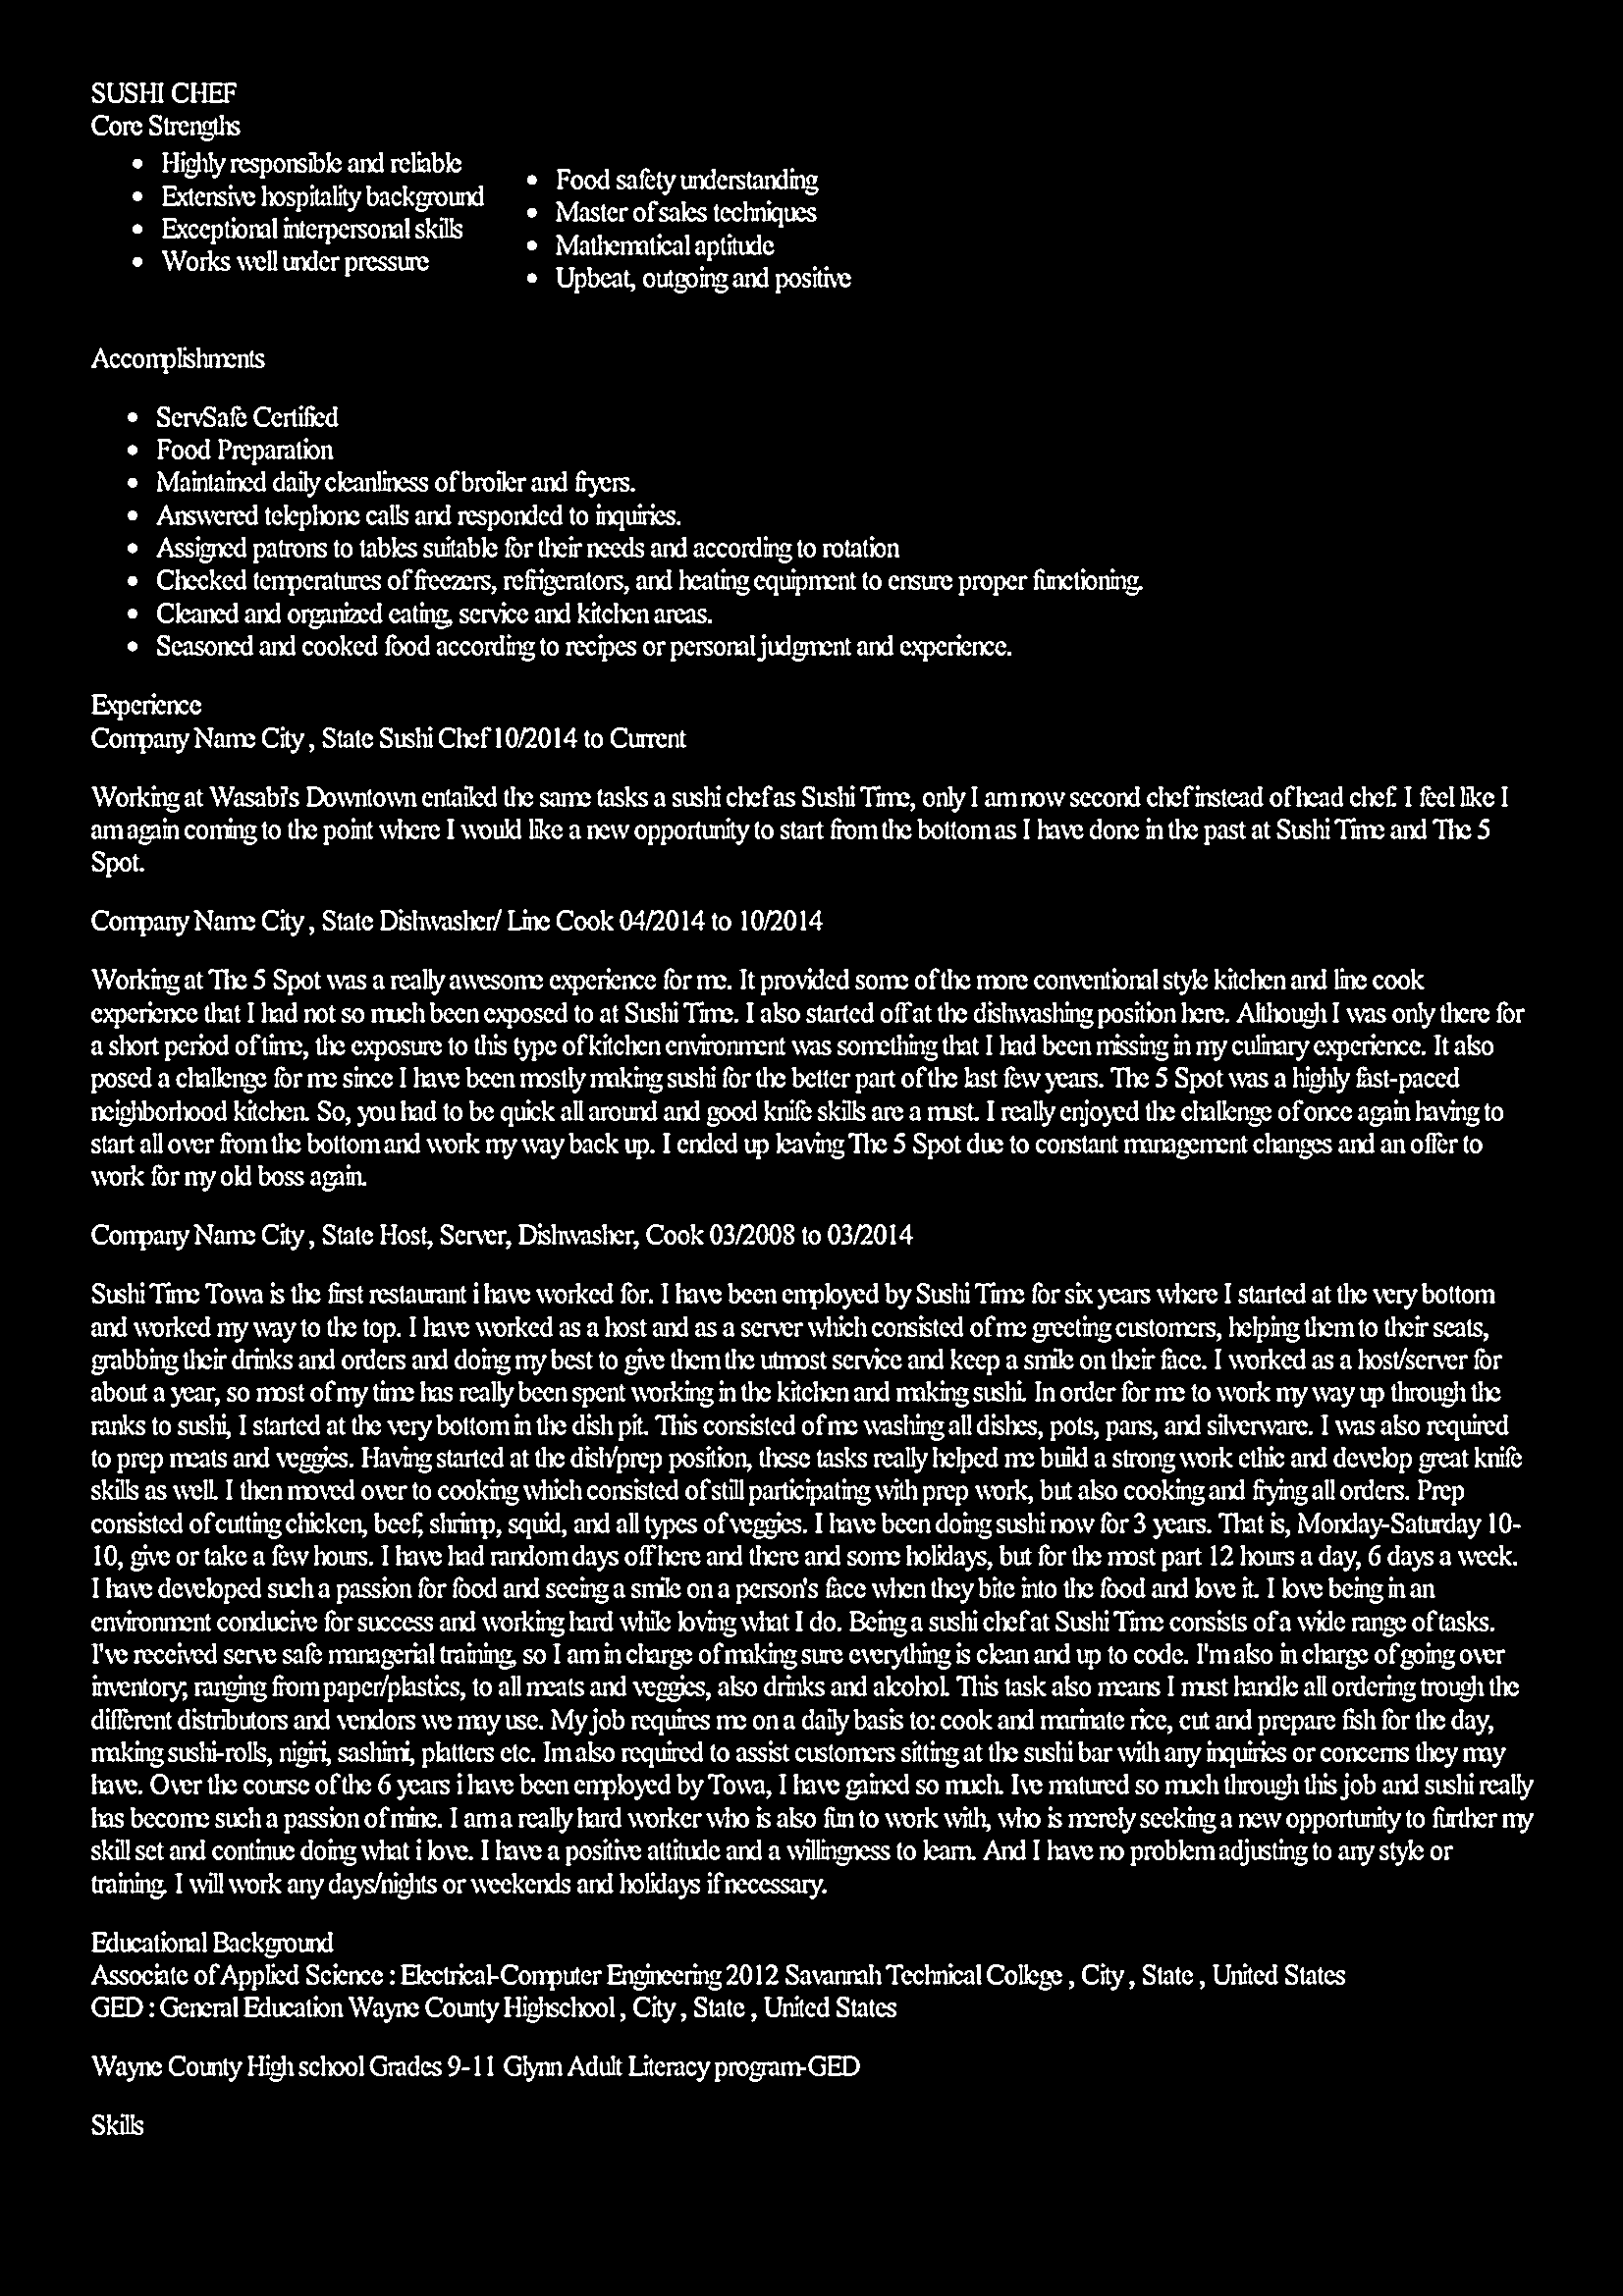 SUSHI CHEF
Core Strengths
• Highly responsible and reliable
• Extensive hospitality background
• Exceptional interpersonal skills
• Works well under pressure
• Food safety understanding
• Master of sales techniques
• Mathematical aptitude
• Upbeat, outgoing and positive
Accomplishments
• ServSafe Certified
• Food Preparation
• Maintained daily cleanliness of broiler and fryers.
• Answered telephone calls and responded to inquiries.
• Assigned patrons to tables suitable for their needs and according to rotation
• Checked temperatures of freezers, refrigerators, and heating equipment to ensure proper functioning.
• Cleaned and organized eating, service and kitchen areas.
• Seasoned and cooked food according to recipes or personal judgment and experience.
Experience
Company Name City , State Sushi Chef 10/2014 to Current
Working at Wasabi's Downtown entailed the same tasks a sushi chef as Sushi Time, only I am now second chef instead of head chef. I feel like I
am again coming to the point where I would like a new opportunity to start from the bottom as I have done in the past at Sushi Time and The 5
Spot.
Company Name City , State Dishwasher/ Line Cook 04/2014 to 10/2014
Working at The 5 Spot was a really awesome experience for me. It provided some of the more conventional style kitchen and line cook
experience that I had not so much been exposed to at Sushi Time. I also started off at the dishwashing position here. Although I was only there for
a short period of time, the exposure to this type of kitchen environment was something that I had been missing in my culinary experience. It also
posed a challenge for me since I have been mostly making sushi for the better part of the last few years. The 5 Spot was a highly fast-paced
neighborhood kitchen. So, you had to be quick all around and good knife skills are a must. I really enjoyed the challenge of once again having to
start all over from the bottom and work my way back up. I ended up leaving The 5 Spot due to constant management changes and an offer to
work for my old boss again.
Company Name City , State Host, Server, Dishwasher, Cook 03/2008 to 03/2014
Sushi Time Towa is the first restaurant i have worked for. I have been employed by Sushi Time for six years where I started at the very bottom
and worked my way to the top. I have worked as a host and as a server which consisted of me greeting customers, helping them to their seats,
grabbing their drinks and orders and doing my best to give them the utmost service and keep a smile on their face. I worked as a host/server for
about a year, so most of my time has really been spent working in the kitchen and making sushi. In order for me to work my way up through the
ranks to sushi, I started at the very bottom in the dish pit. This consisted of me washing all dishes, pots, pans, and silverware. I was also required
to prep meats and veggies. Having started at the dish/prep position, these tasks really helped me build a strong work ethic and develop great knife
skills as well. I then moved over to cooking which consisted of still participating with prep work, but also cooking and frying all orders. Prep
consisted of cutting chicken, beef, shrimp, squid, and all types of veggies. I have been doing sushi now for 3 years. That is, Monday-Saturday 10-
10, give or take a few hours. I have had random days off here and there and some holidays, but for the most part 12 hours a day, 6 days a week.
I have developed such a passion for food and seeing a smile on a person's face when they bite into the food and love it. I love being in an
environment conducive for success and working hard while loving what I do. Being a sushi chef at Sushi Time consists of a wide range of tasks.
I've received serve safe managerial training, so I am in charge of making sure everything is clean and up to code. I'm also in charge of going over
inventory; ranging from paper/plastics, to all meats and veggies, also drinks and alcohol. This task also means I must handle all ordering trough the
different distributors and vendors we may use. My job requires me on a daily basis to: cook and marinate rice, cut and prepare fish for the day,
making sushi-rolls, nigiri, sashimi, platters etc. Im also required to assist customers sitting at the sushi bar with any inquiries or concerns they may
have. Over the course of the 6 years i have been employed by Towa, I have gained so much. Ive matured so much through this job and sushi really
has become such a passion of mine. I am a really hard worker who is also fun to work with, who is merely seeking a new opportunity to further my
skill set and continue doing what i love. I have a positive attitude and a willingness to learn. And I have no problem adjusting to any style or
training. I will work any days/nights or weekends and holidays if necessary.
Educational Background
Associate of Applied Science : Electrical-Computer Engineering 2012 Savannah Technical College , City , State , United States
GED : General Education Wayne County Highschool , City , State , United States
Wayne County High school Grades 9-11 Glynn Adult Literacy program-GED
Skills